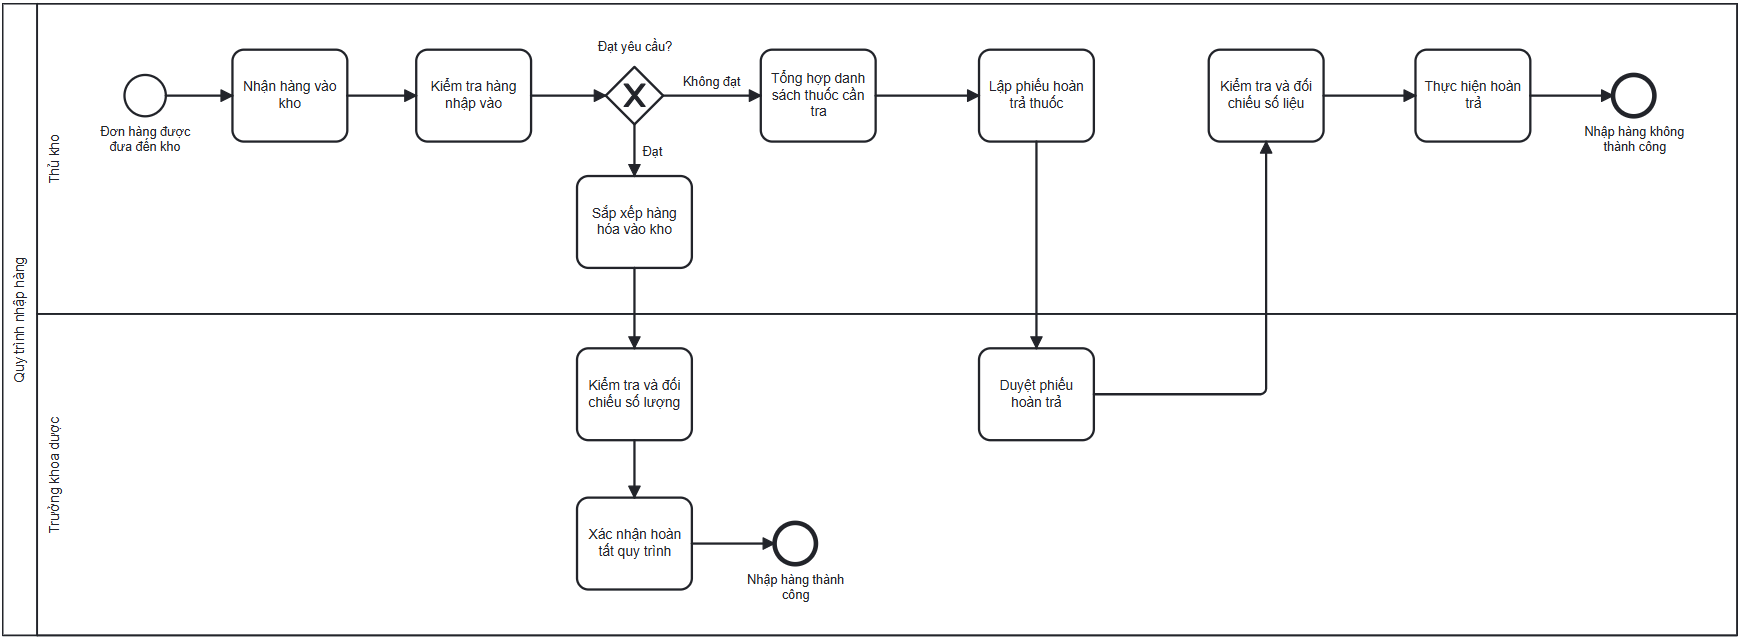 Quy trình nhập hàng
Thủ kho
Đơn hàng được
đưa đến kho
Nhận hàng vào
kho
Kiểm tra hàng
nhập vào
Đạt yêu cầu?
Không đạt
Đạt
Tổng hợp danh
sách thuốc cần
tra
Lập phiếu hoàn
trả thuốc
Kiểm tra và đối
chiếu số liệu
Thực hiện hoàn
trả
Nhập hàng không
thành công
Sắp xếp hàng
hóa vào kho
Trưởng khoa dược
Kiểm tra và đối
chiếu số lượng
Duyệt phiếu
hoàn trả
Xác nhận hoàn
tất quy trình
Nhập hàng thành
công